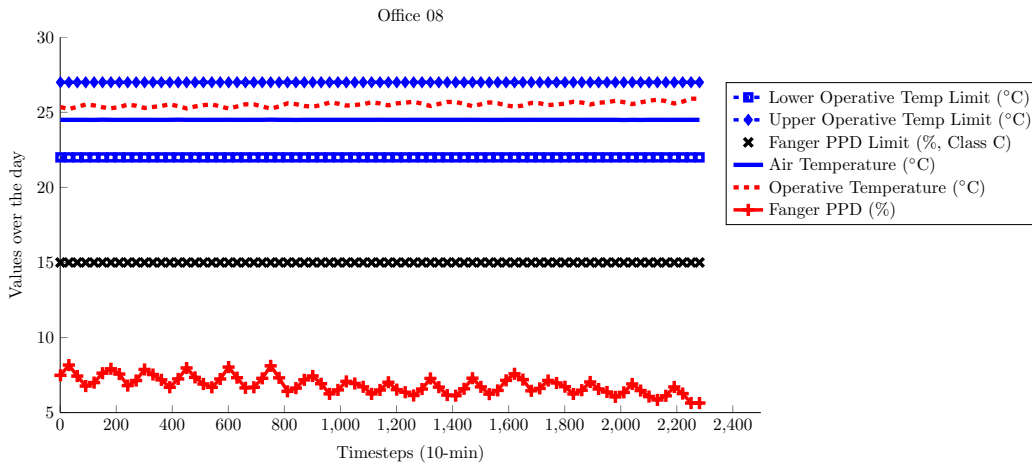 Office 08
30
25
20
15
10
5
Values over the day
0
200
400
600
800
1,000
1,200
1,400
1,600
1,800
2,000
2,200
2,400
Timesteps (10-min)
Lower Operative Temp Limit (°C)
Upper Operative Temp Limit (°C)
Fanger PPD Limit (%, Class C)
Air Temperature (°C)
Operative Temperature (°C)
Fanger PPD (%)